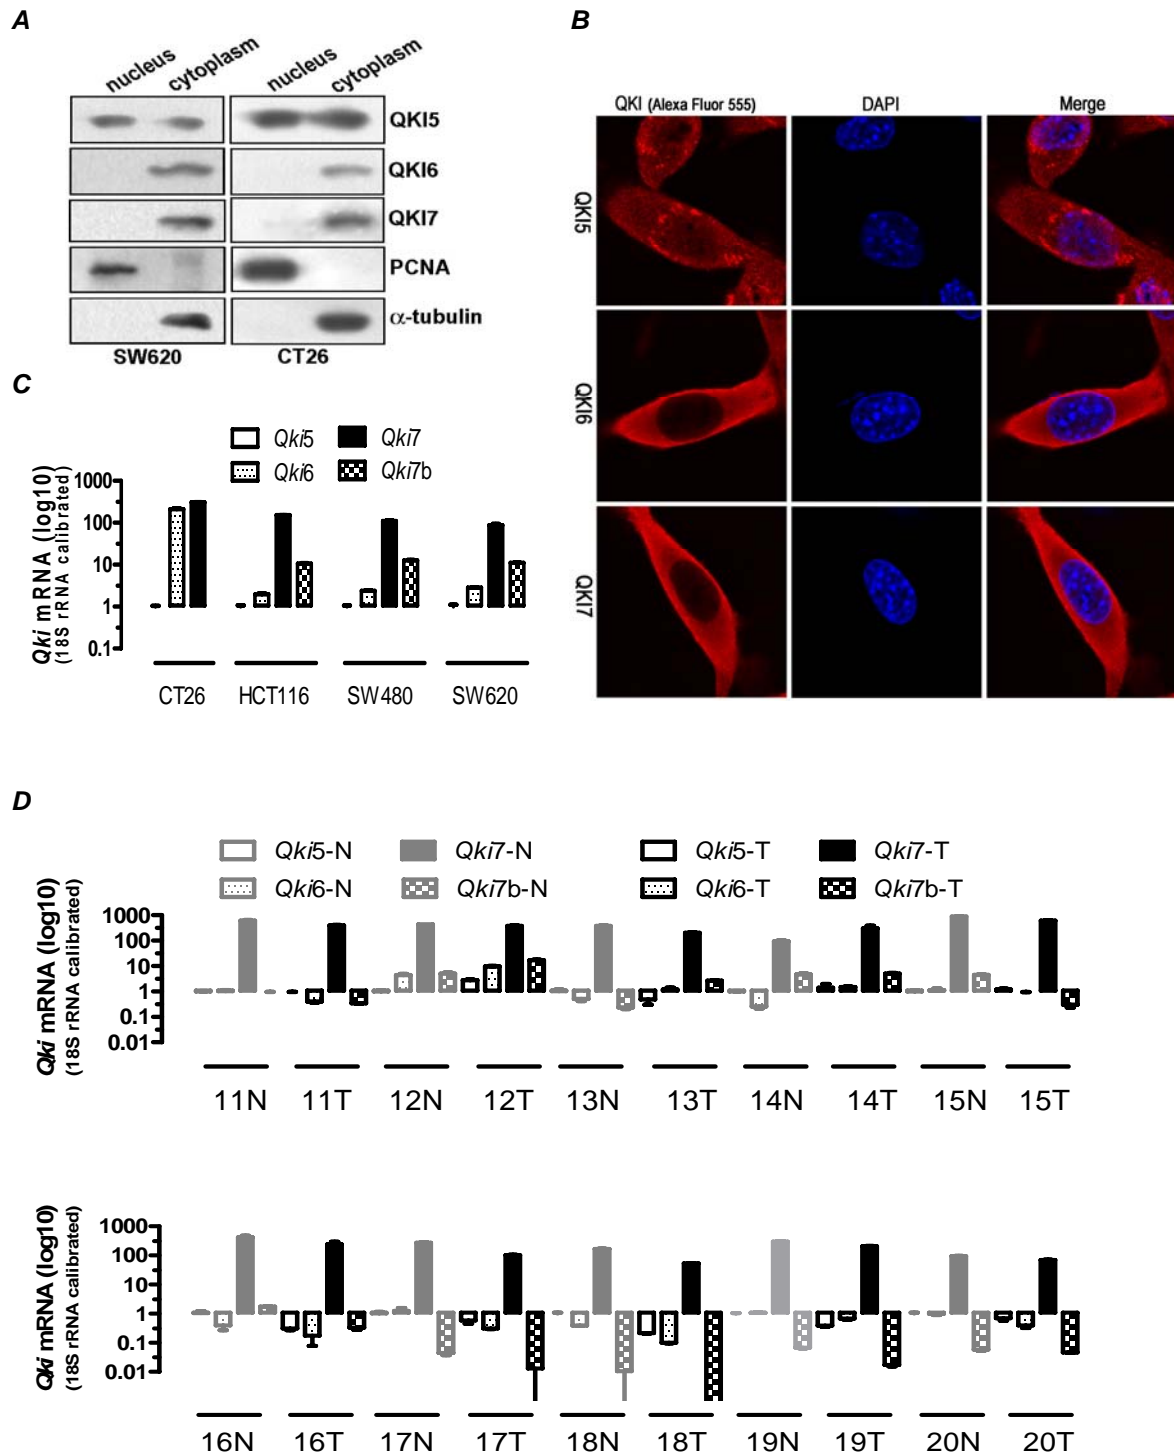 A
nucleus cytoplasm nucleus cytoplasm
QKI5
QKI6
QKI7
PCNA
α-tubulin
SW620 CT26
B
QKI (Alexa Fluor 555) DAPI Merge
QKI5
QKI6
QKI7
C
Qki5 Qki7
Qki6 Qki7b
Qki mRNA (log10)
(18S rRNA calibrated)
1000
100
10
1
0.1
CT26 HCT116 SW480 SW620
D
Qki5-N Qki7-N Qki5-T Qki7-T
Qki6-N Qki7b-N Qki6-T Qki7b-T
Qki mRNA (log10)
(18S rRNA calibrated)
1000
100
10
1
0.1
0.01
11N 11T 12N 12T 13N 13T 14N 14T 15N 15T
Qki mRNA (log10)
(18S rRNA calibrated)
1000
100
10
1
0.1
0.01
16N 16T 17N 17T 18N 18T 19N 19T 20N 20T